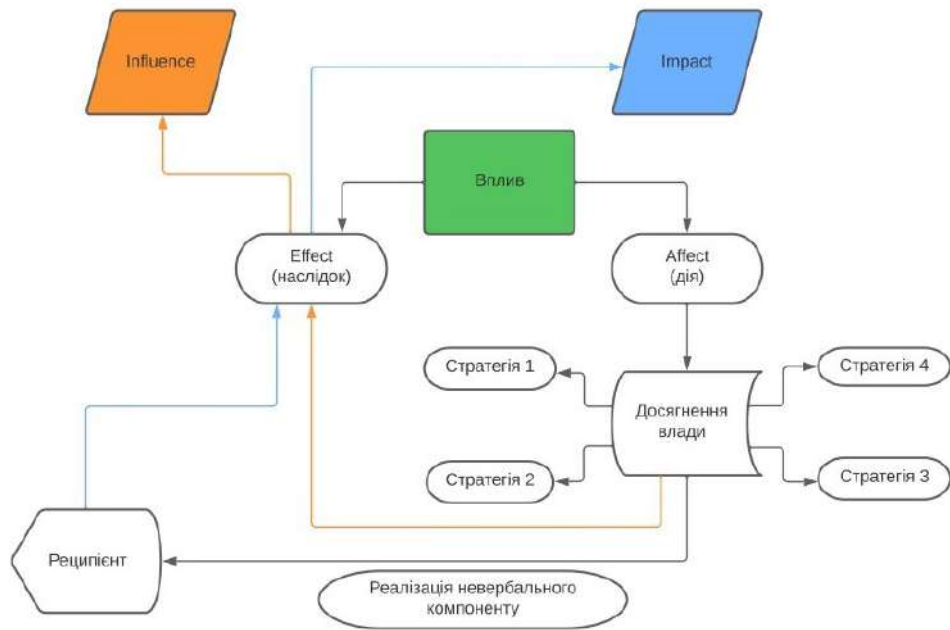 Influence
Impact
Вплив
Effect
(наслідок)
Affect
(дія)
Стратегія 1
Стратегія 4
Досягнення
влади
Стратегія 2
Стратегія 3
Реципієнт
Реалізація невербального
компоненту